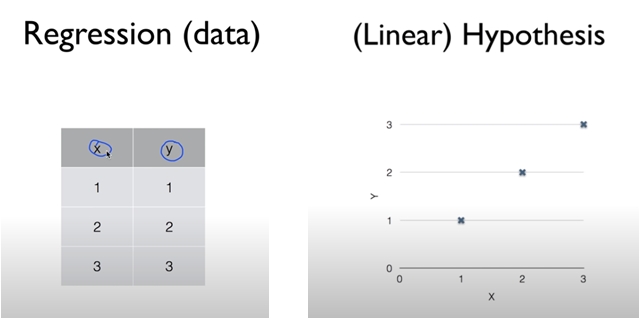 Regression (data)
x y
1 1
2 2
3 3
(Linear) Hypothesis
3
2
Y
1
0
0 1 2 3
X